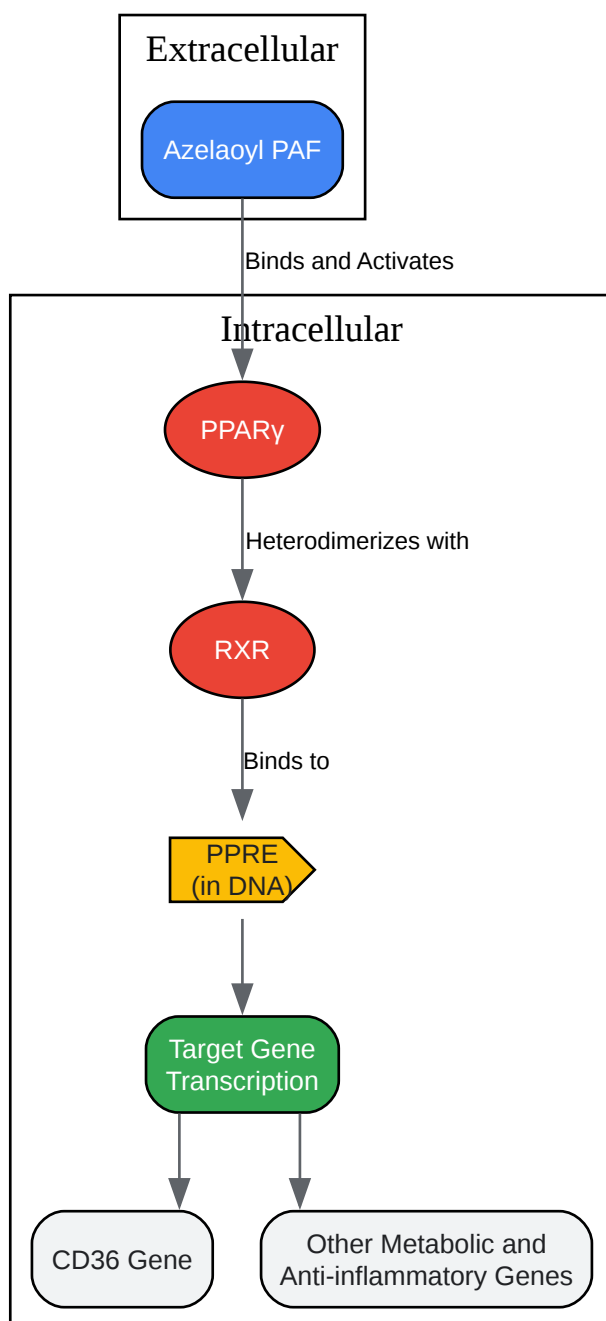 Extracellular
Azelaoyl PAF
Binds and Activates
Intracellular
PPARγ
Heterodimerizes with
RXR
Binds to
PPRE
(in DNA)
Target Gene
Transcription
CD36 Gene
Other Metabolic and
Anti-inflammatory Genes